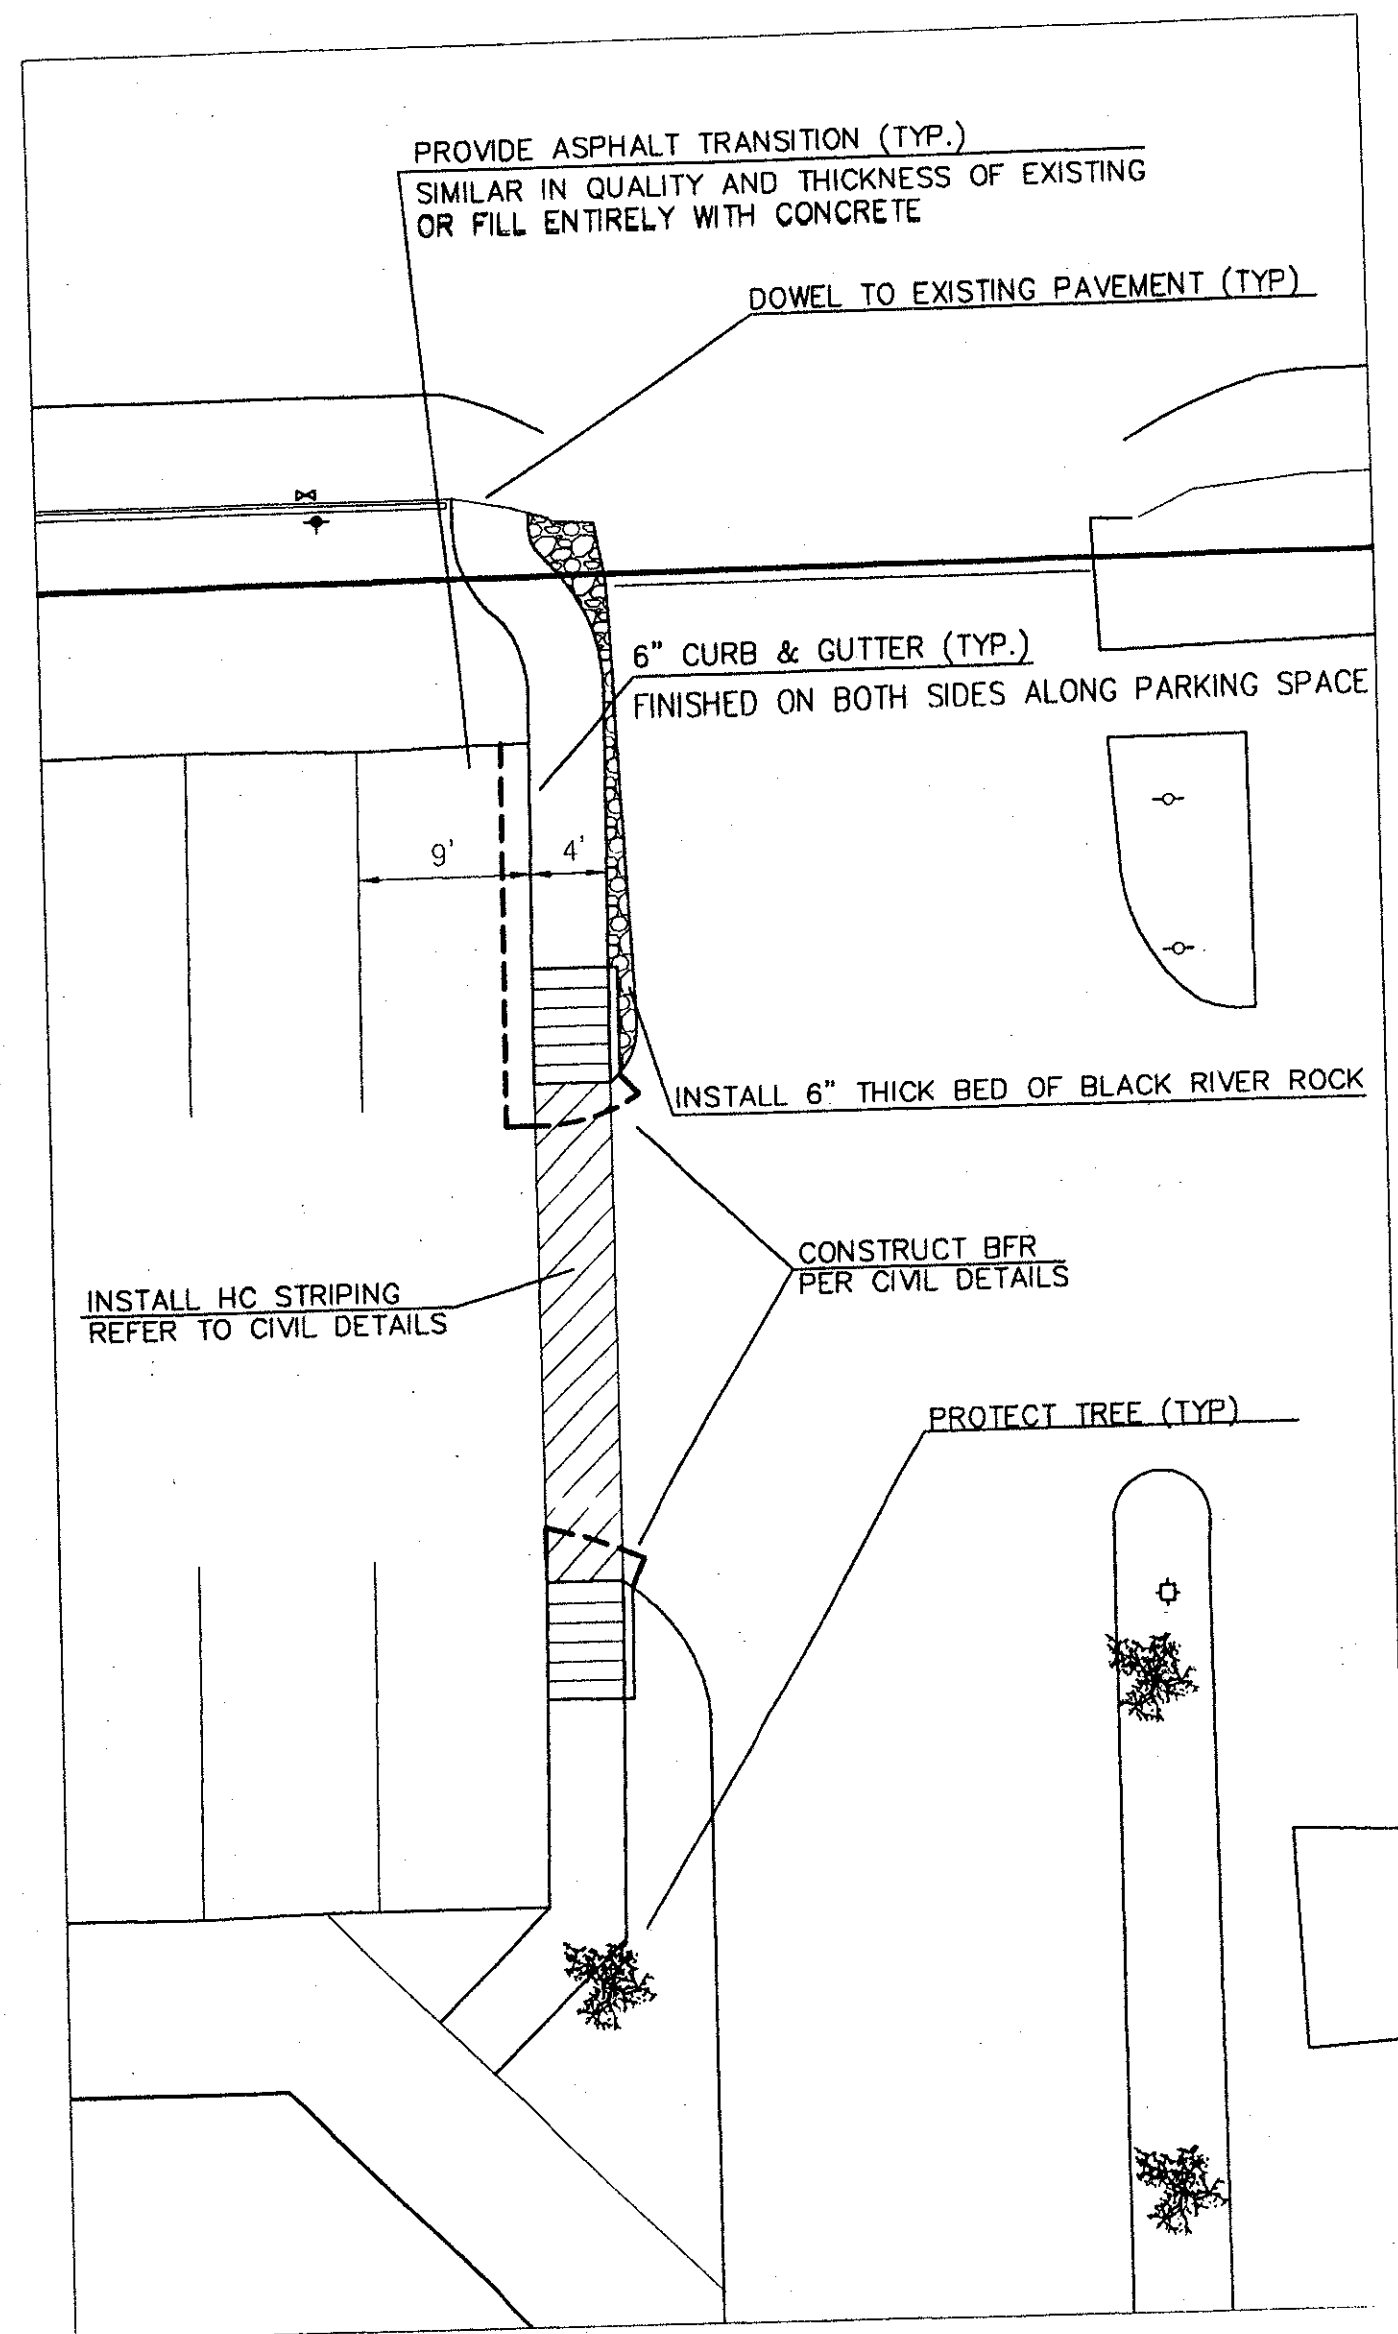 PROVIDE ASPHALT TRANSITION (TYP.)
SIMILAR IN QUALITY AND THICKNESS OF EXISTING
OR FILL ENTIRELY WITH CONCRETE
DOWEL TO EXISTING PAVEMENT (TYP)
6" CURB & GUTTER (TYP.)
FINISHED ON BOTH SIDES ALONG PARKING SPACE
9'
4'
INSTALL 6" THICK BED OF BLACK RIVER ROCK
CONSTRUCT BFR
PER CIVIL DETAILS
INSTALL HC STRIPING
REFER TO CIVIL DETAILS
PROTECT TREE (TYP)